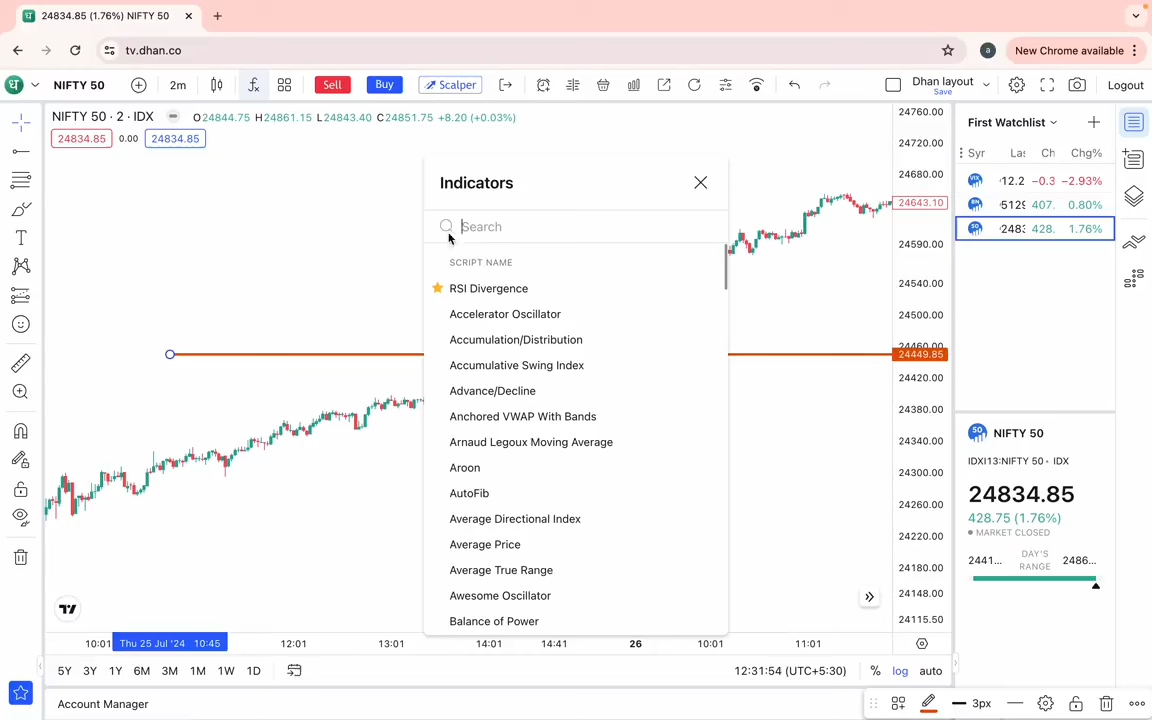 24834.85 (1.76%) NIFTY 50
tv.dhan.co
a
New Chrome available
NIFTY 50
2m
Sell
Buy
Scalper
Dhan layout
Save
Logout
NIFTY 50 · 2 · IDX
O24844.75 H24861.15 L24843.40 C24851.75 +8.20 (+0.03%)
24834.85
0.00
24834.85
Indicators
Search
SCRIPT NAME
RSI Divergence
Accelerator Oscillator
Accumulation/Distribution
Accumulative Swing Index
Advance/Decline
Anchored VWAP With Bands
Arnaud Legoux Moving Average
Aroon
AutoFib
Average Directional Index
Average Price
Average True Range
Awesome Oscillator
Balance of Power
24760.00
24720.00
24680.00
24643.10
24590.00
24540.00
24500.00
24460.00
24449.85
24420.00
24380.00
24340.00
24300.00
24260.00
24220.00
24180.00
24148.00
24115.50
10:01
Thu 25 Jul '24 10:45
12:01
13:01
14:01
14:41
26
10:01
11:01
5Y 3Y 1Y 6M 3M 1M 1W 1D
12:31:54 (UTC+5:30)
% log auto
Account Manager
3px
First Watchlist
Syr Las Ch Chg%
12.2 −0.3 −2.93%
5129 407. 0.80%
2483 428. 1.76%
NIFTY 50
IDXI13:NIFTY 50 · IDX
24834.85
428.75 (1.76%)
MARKET CLOSED
2441... DAY'S RANGE 2486...